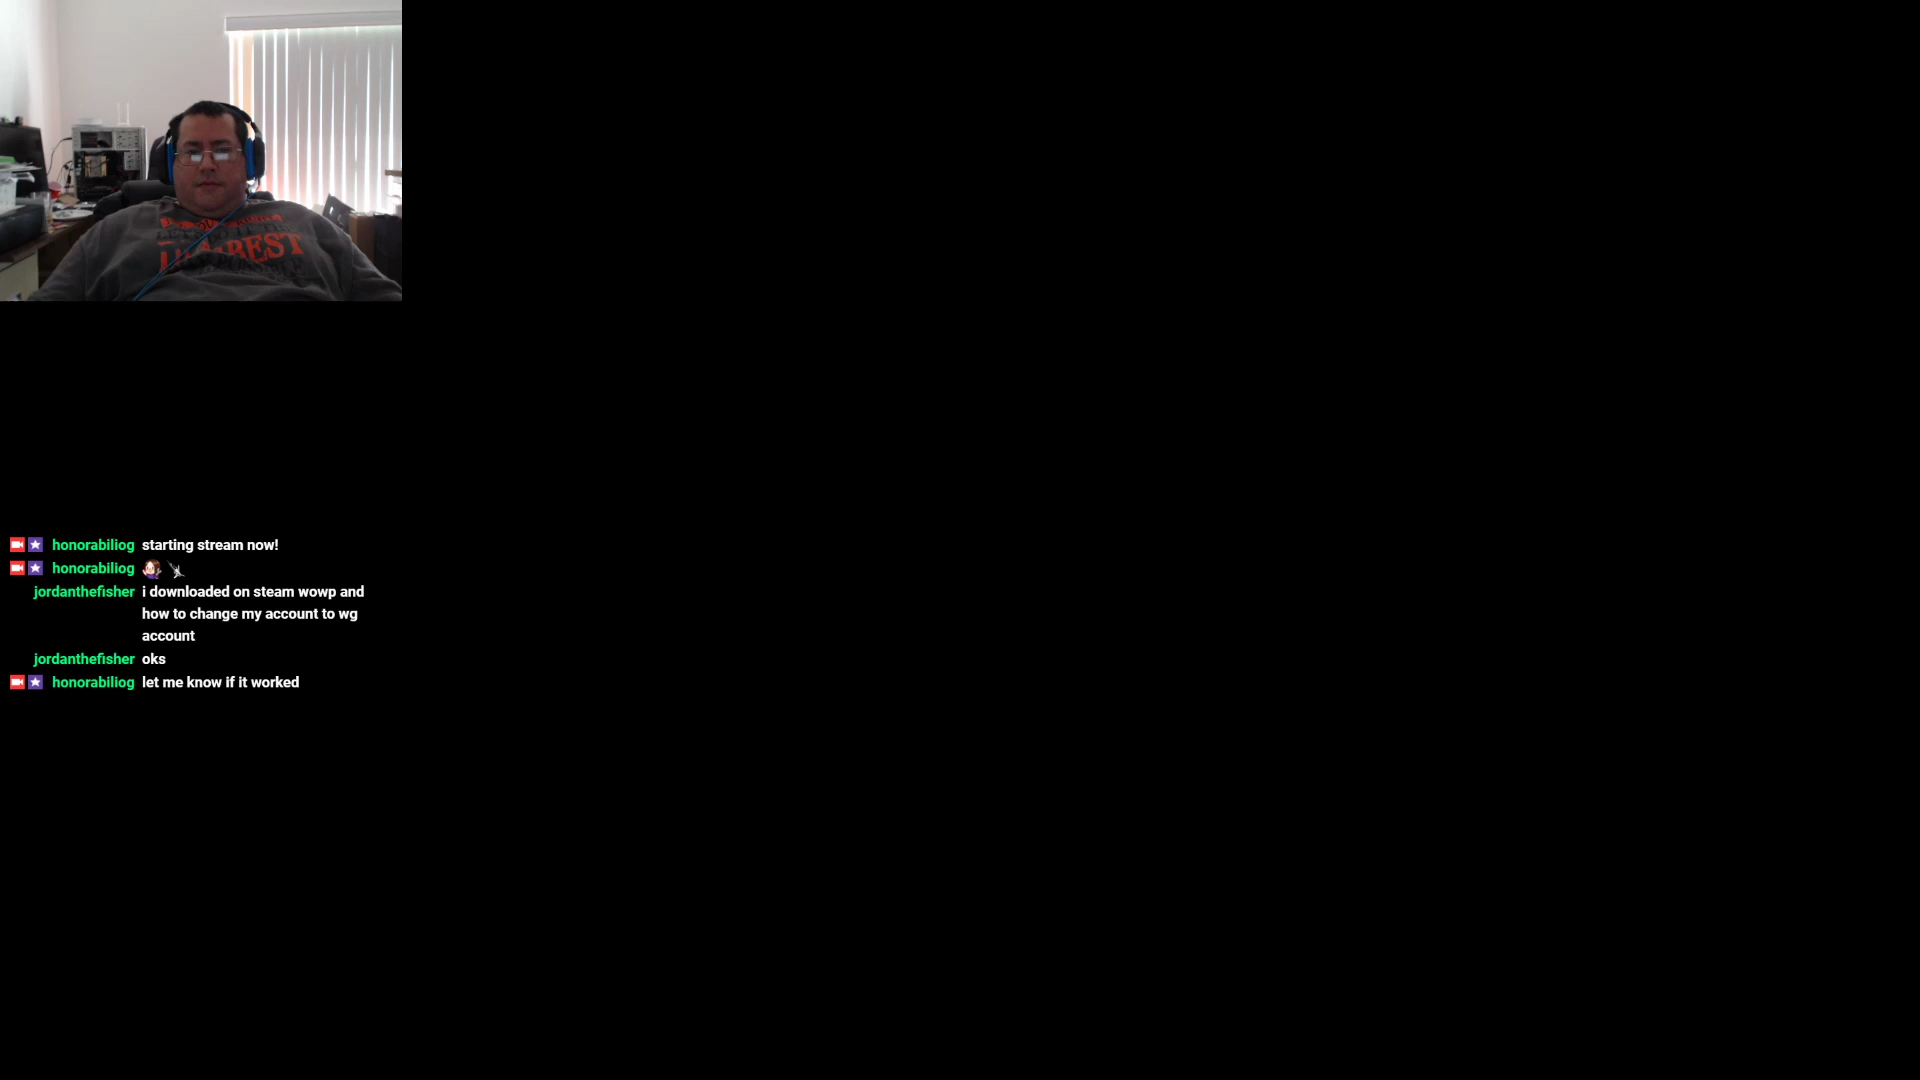 BEST
honorabiliog starting stream now!
honorabiliog
jordanthefisher i downloaded on steam wowp and
how to change my account to wg
account
jordanthefisher oks
honorabiliog let me know if it worked